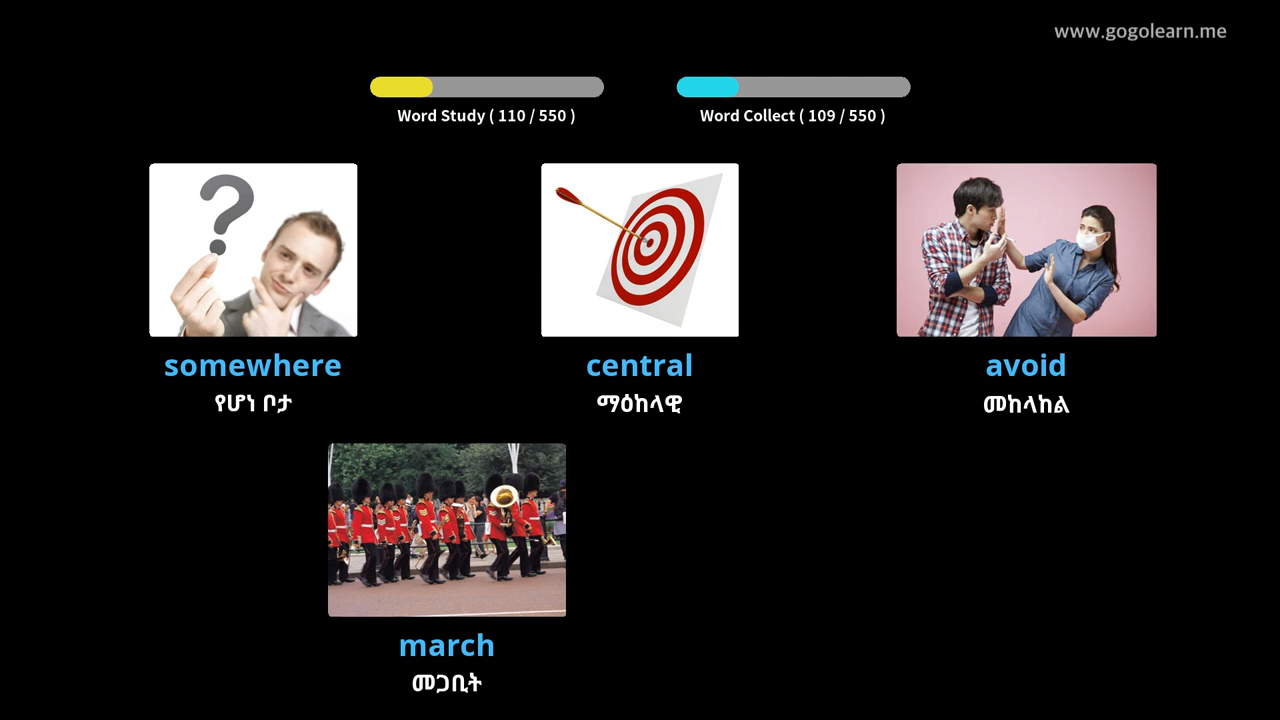 www.gogolearn.me
Word Study ( 110 / 550 )
Word Collect ( 109 / 550 )
somewhere
የሆነ ቦታ
central
ማዕከላዊ
avoid
መከላከል
march
መጋቢት